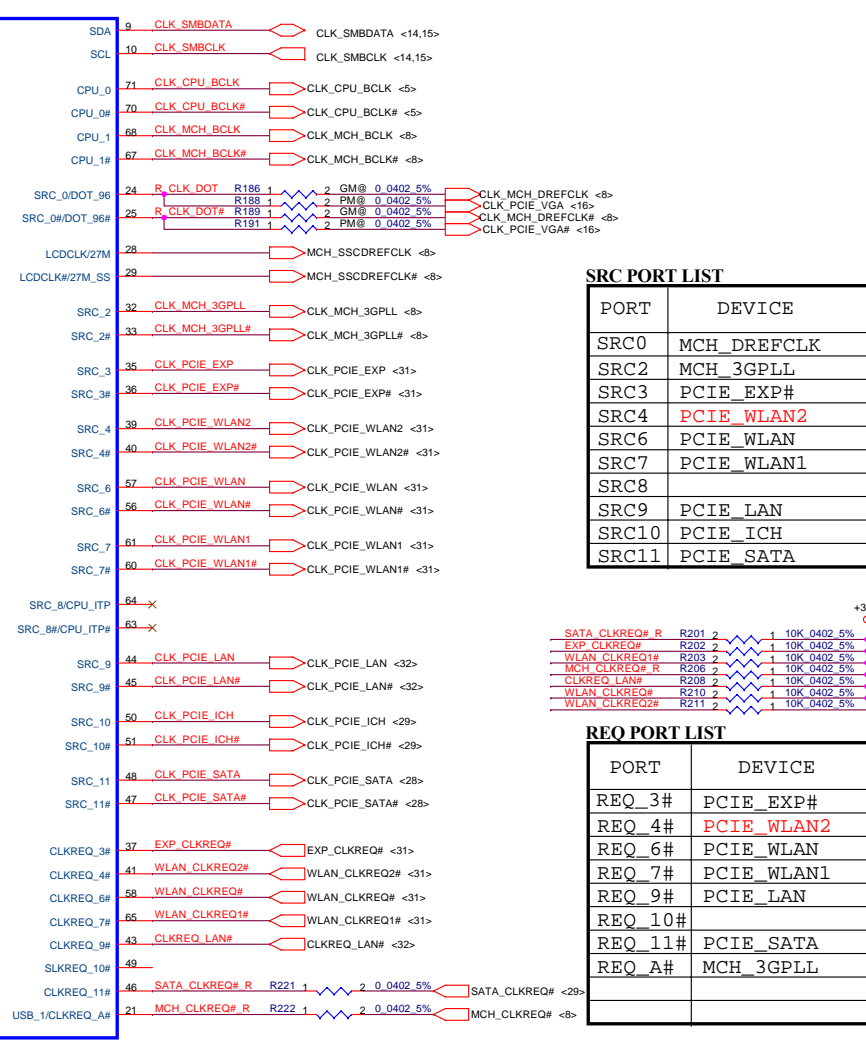 SDA 9 CLK_SMBDATA CLK_SMBDATA <14,15>
SCL 10 CLK_SMBCLK CLK_SMBCLK <14,15>
CPU_0 71 CLK_CPU_BCLK CLK_CPU_BCLK <5>
CPU_0# 70 CLK_CPU_BCLK# CLK_CPU_BCLK# <5>
CPU_1 68 CLK_MCH_BCLK CLK_MCH_BCLK <8>
CPU_1# 67 CLK_MCH_BCLK# CLK_MCH_BCLK# <8>
SRC_0/DOT_96 24 R_CLK_DOT R186 1 2 GM@ 0_0402_5% CLK_MCH_DREFCLK <8>
R188 1 2 PM@ 0_0402_5% CLK_PCIE_VGA <16>
SRC_0#/DOT_96# 25 R_CLK_DOT# R189 1 2 GM@ 0_0402_5% CLK_MCH_DREFCLK# <8>
R191 1 2 PM@ 0_0402_5% CLK_PCIE_VGA# <16>
LCDCLK/27M 28 MCH_SSCDREFCLK <8>
LCDCLK#/27M_SS 29 MCH_SSCDREFCLK# <8>
SRC_2 32 CLK_MCH_3GPLL CLK_MCH_3GPLL <8>
SRC_2# 33 CLK_MCH_3GPLL# CLK_MCH_3GPLL# <8>
SRC_3 35 CLK_PCIE_EXP CLK_PCIE_EXP <31>
SRC_3# 36 CLK_PCIE_EXP# CLK_PCIE_EXP# <31>
SRC_4 39 CLK_PCIE_WLAN2 CLK_PCIE_WLAN2 <31>
SRC_4# 40 CLK_PCIE_WLAN2# CLK_PCIE_WLAN2# <31>
SRC_6 57 CLK_PCIE_WLAN CLK_PCIE_WLAN <31>
SRC_6# 56 CLK_PCIE_WLAN# CLK_PCIE_WLAN# <31>
SRC_7 61 CLK_PCIE_WLAN1 CLK_PCIE_WLAN1 <31>
SRC_7# 60 CLK_PCIE_WLAN1# CLK_PCIE_WLAN1# <31>
SRC_8/CPU_ITP 64
SRC_8#/CPU_ITP# 63
SRC_9 44 CLK_PCIE_LAN CLK_PCIE_LAN <32>
SRC_9# 45 CLK_PCIE_LAN# CLK_PCIE_LAN# <32>
SRC_10 50 CLK_PCIE_ICH CLK_PCIE_ICH <29>
SRC_10# 51 CLK_PCIE_ICH# CLK_PCIE_ICH# <29>
SRC_11 48 CLK_PCIE_SATA CLK_PCIE_SATA <28>
SRC_11# 47 CLK_PCIE_SATA# CLK_PCIE_SATA# <28>
CLKREQ_3# 37 EXP_CLKREQ# EXP_CLKREQ# <31>
CLKREQ_4# 41 WLAN_CLKREQ2# WLAN_CLKREQ2# <31>
CLKREQ_6# 58 WLAN_CLKREQ# WLAN_CLKREQ# <31>
CLKREQ_7# 65 WLAN_CLKREQ1# WLAN_CLKREQ1# <31>
CLKREQ_9# 43 CLKREQ_LAN# CLKREQ_LAN# <32>
SLKREQ_10# 49
CLKREQ_11# 46 SATA_CLKREQ#_R R221 1 2 0_0402_5% SATA_CLKREQ# <29>
USB_1/CLKREQ_A# 21 MCH_CLKREQ#_R R222 1 2 0_0402_5% MCH_CLKREQ# <8>
SRC PORT LIST
PORT DEVICE
SRC0 MCH_DREFCLK
SRC2 MCH_3GPLL
SRC3 PCIE_EXP#
SRC4 PCIE_WLAN2
SRC6 PCIE_WLAN
SRC7 PCIE_WLAN1
SRC8
SRC9 PCIE_LAN
SRC10 PCIE_ICH
SRC11 PCIE_SATA
+3
SATA_CLKREQ#_R R201 2 1 10K_0402_5%
EXP_CLKREQ# R202 2 1 10K_0402_5%
WLAN_CLKREQ1# R203 2 1 10K_0402_5%
MCH_CLKREQ#_R R206 2 1 10K_0402_5%
CLKREQ_LAN# R208 2 1 10K_0402_5%
WLAN_CLKREQ# R210 2 1 10K_0402_5%
WLAN_CLKREQ2# R211 2 1 10K_0402_5%
REQ PORT LIST
PORT DEVICE
REQ_3# PCIE_EXP#
REQ_4# PCIE_WLAN2
REQ_6# PCIE_WLAN
REQ_7# PCIE_WLAN1
REQ_9# PCIE_LAN
REQ_10#
REQ_11# PCIE_SATA
REQ_A# MCH_3GPLL